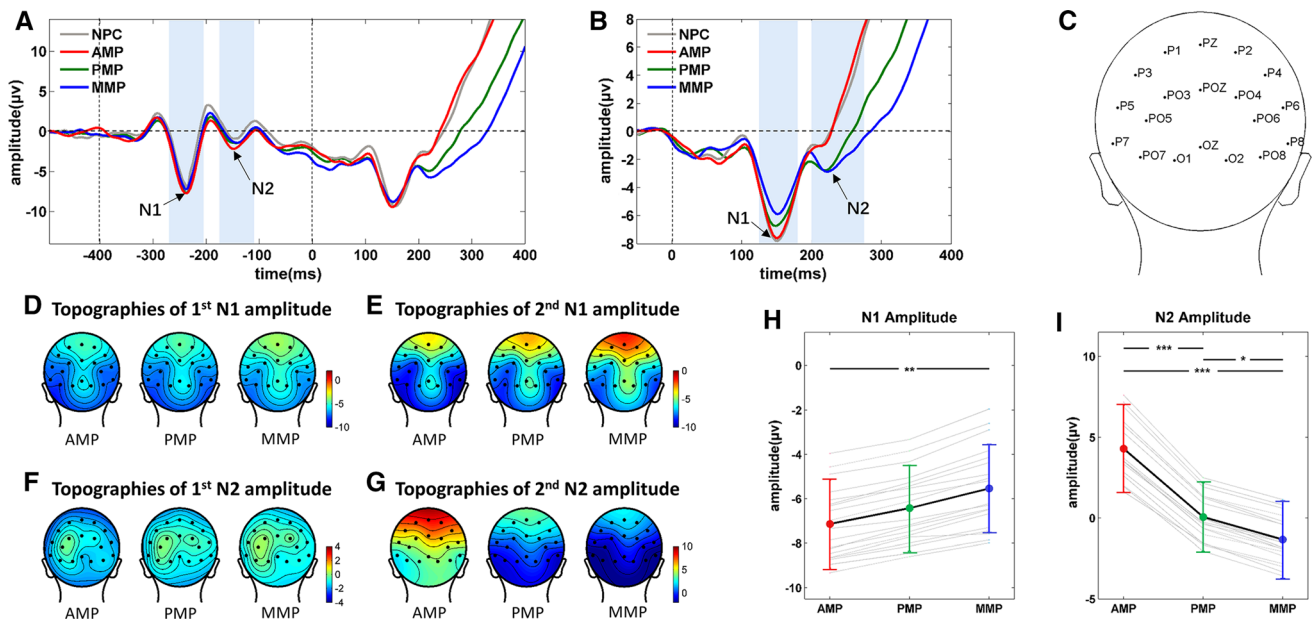 A
NPC
AMP
PMP
MMP
amplitude(μv)
10
5
0
-5
-10
N1
N2
-400 -300 -200 -100 0 100 200 300 400
time(ms)
B
NPC
AMP
PMP
MMP
amplitude(μv)
8
6
4
2
0
-2
-4
-6
-8
N1
N2
0 100 200 300 400
time(ms)
C
P1 PZ P2
P3 P4
PO3 POZ PO4
P5 P6
PO5 PO6
P7 P8
PO7 O1 OZ O2 PO8
D Topographies of 1st N1 amplitude
AMP PMP MMP
0
-5
-10
E Topographies of 2nd N1 amplitude
AMP PMP MMP
0
-5
-10
F Topographies of 1st N2 amplitude
AMP PMP MMP
4
2
0
-2
-4
G Topographies of 2nd N2 amplitude
AMP PMP MMP
10
5
0
H N1 Amplitude
amplitude(μv)
0
-2
-4
-6
-8
-10
**
AMP PMP MMP
I N2 Amplitude
amplitude(μv)
10
5
0
-5
***
*
***
AMP PMP MMP